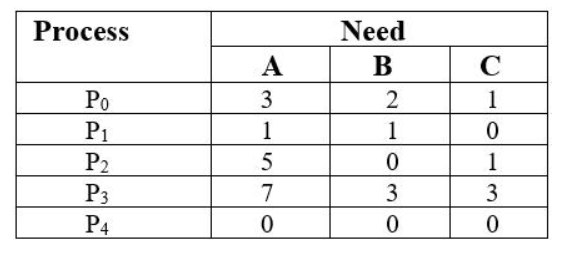 Process Need
A B C
P₀ 3 2 1
P₁ 1 1 0
P₂ 5 0 1
P₃ 7 3 3
P₄ 0 0 0